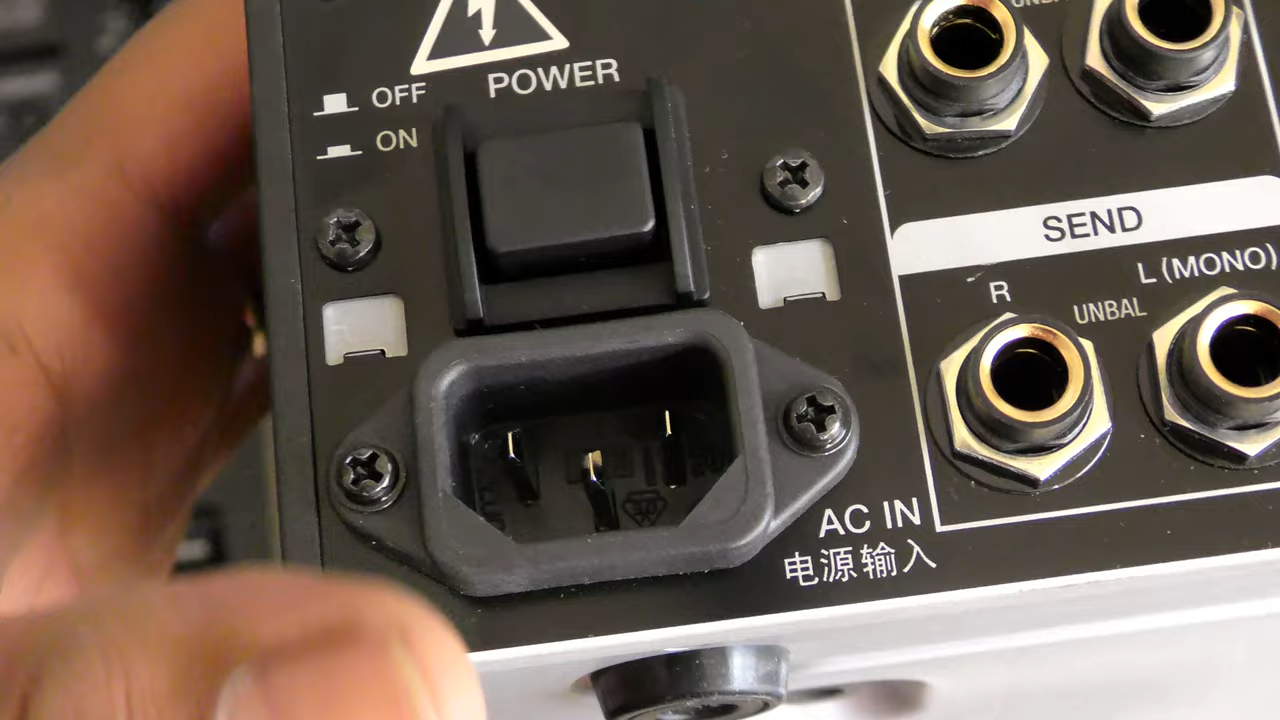 POWER
OFF
ON
SEND
R
UNBAL
L (MONO)
AC IN
电源输入